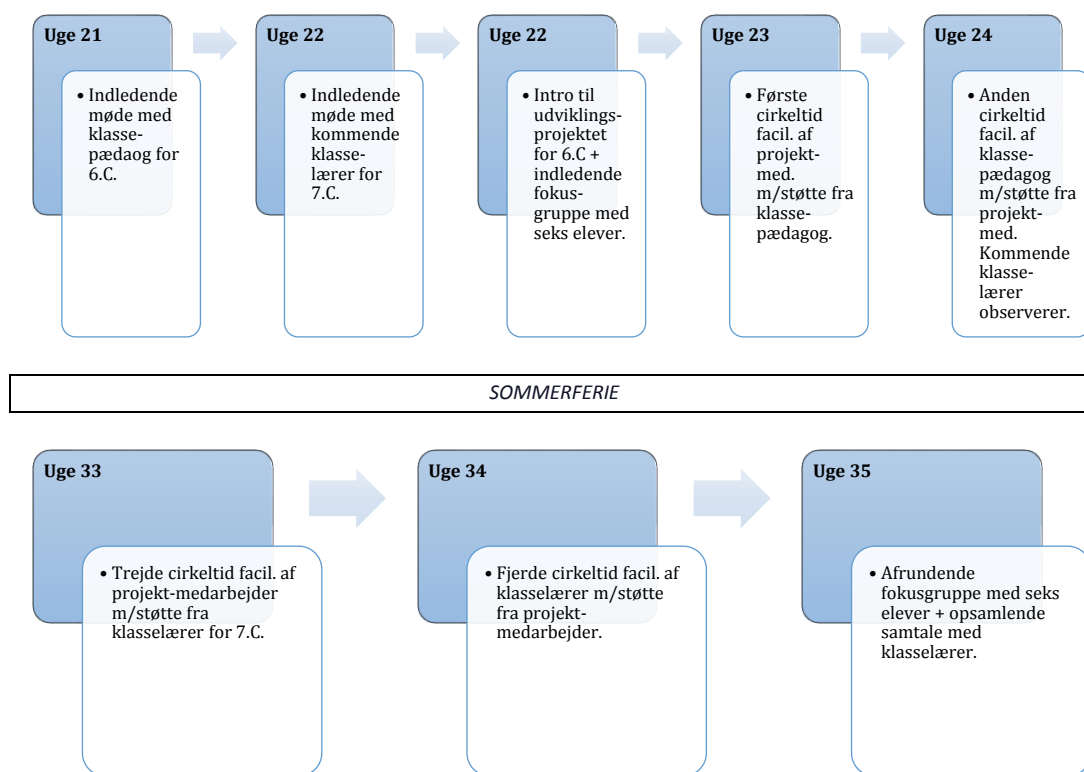 Uge 21
• Indledende
møde med
klasse-
pædaog for
6.C.
Uge 22
• Indledende
møde med
kommende
klasse-
lærer for
7.C.
Uge 22
• Intro til
udviklings-
projektet
for 6.C +
indledende
fokus-
gruppe med
seks elever.
Uge 23
• Første
cirkeltid
facil. af
projekt-
med.
m/støtte fra
klasse-
pædagog.
Uge 24
• Anden
cirkeltid
facil. af
klasse-
pædagog
m/støtte fra
projekt-
med.
Kommende
klasse-
lærer
observerer.
SOMMERFERIE
Uge 33
• Trejde cirkeltid facil. af
projekt-medarbejder
m/støtte fra
klasselærer for 7.C.
Uge 34
• Fjerde cirkeltid facil. af
klasselærer m/støtte
fra projekt-
medarbejder.
Uge 35
• Afrundende
fokusgruppe med seks
elever + opsamlende
samtale med
klasselærer.